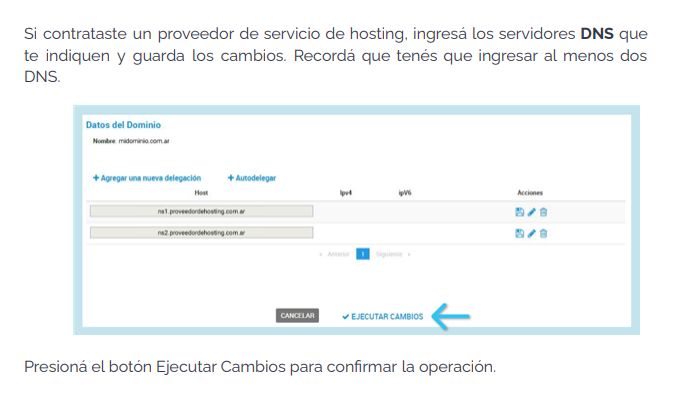 Si contrataste un proveedor de servicio de hosting, ingresá los servidores DNS que
te indiquen y guarda los cambios. Recordá que tenés que ingresar al menos dos
DNS.
Datos del Dominio
Nombre: midominio.com.ar
+ Agregar una nueva delegación + Autodelegar
Host Ipv4 ipV6 Acciones
ns1.proveedordehosting.com.ar
ns2.proveedordehosting.com.ar
« Anterior 1 Siguiente »
CANCELAR ✓ EJECUTAR CAMBIOS
Presioná el botón Ejecutar Cambios para confirmar la operación.